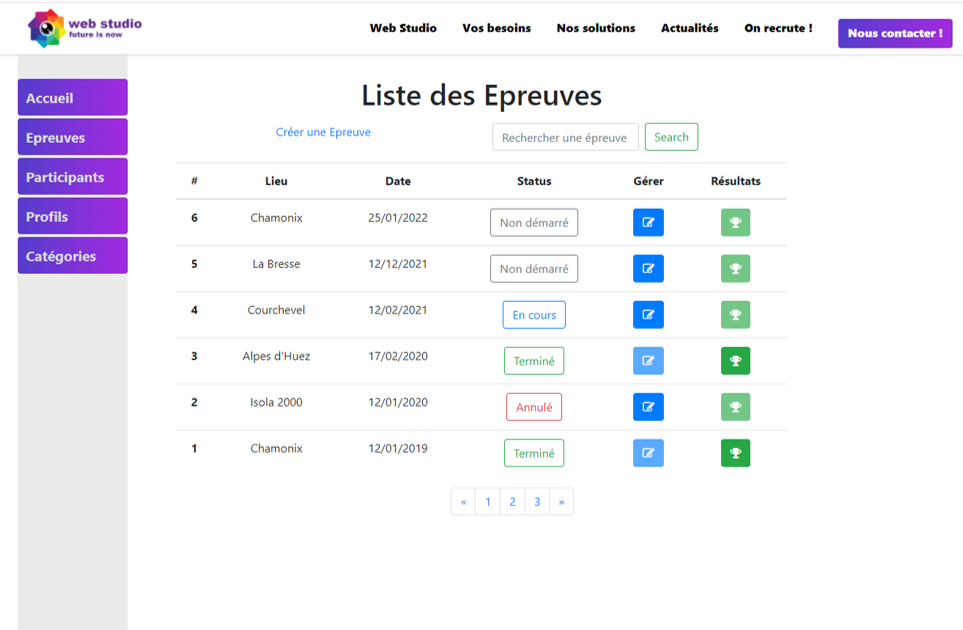 web studio
future is now
Web Studio Vos besoins Nos solutions Actualités On recrute ! Nous contacter !
Accueil
Epreuves
Participants
Profils
Catégories
Liste des Epreuves
Créer une Epreuve Rechercher une épreuve Search
# Lieu Date Status Gérer Résultats
6 Chamonix 25/01/2022 Non démarré
5 La Bresse 12/12/2021 Non démarré
4 Courchevel 12/02/2021 En cours
3 Alpes d'Huez 17/02/2020 Terminé
2 Isola 2000 12/01/2020 Annulé
1 Chamonix 12/01/2019 Terminé
« 1 2 3 »